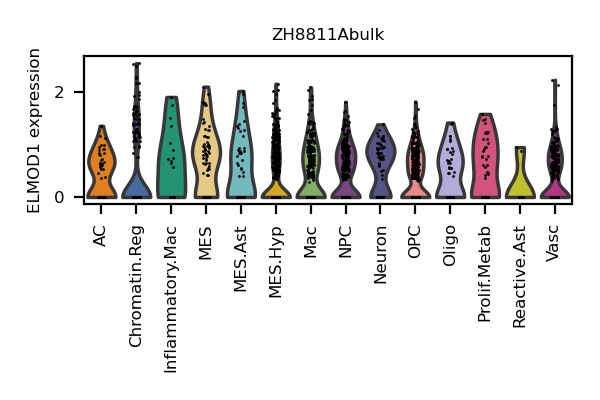 ZH8811Abulk
ELMOD1 expression
2
0
AC
Chromatin.Reg
Inflammatory.Mac
MES
MES.Ast
MES.Hyp
Mac
NPC
Neuron
OPC
Oligo
Prolif.Metab
Reactive.Ast
Vasc